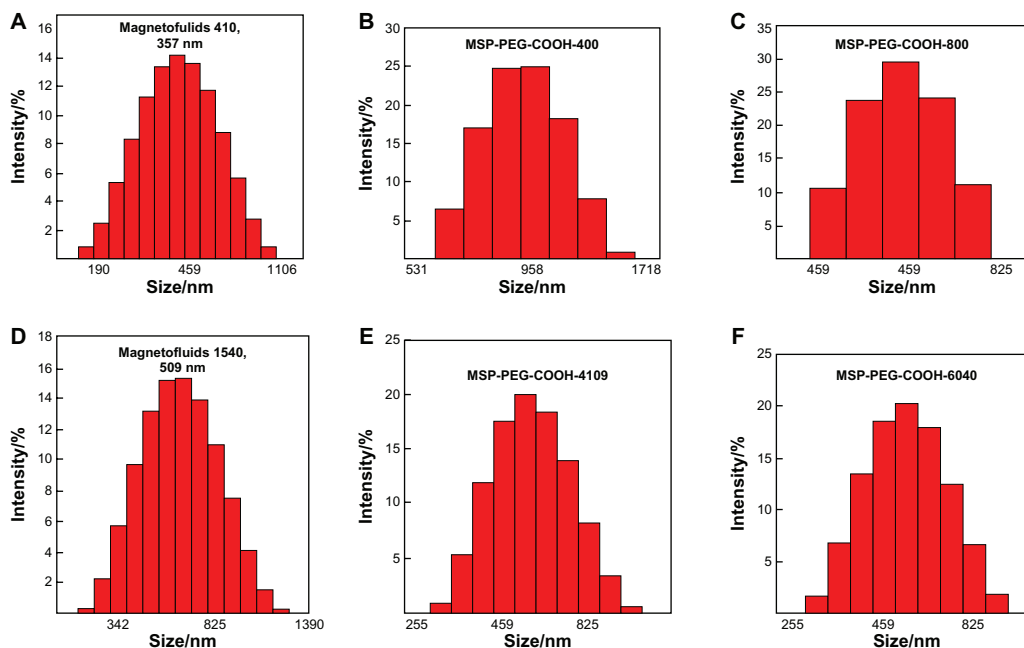 A
Magnetofulids 410,
357 nm
Intensity/%
16
14
12
10
8
6
4
2
190 459 1106
Size/nm
B
MSP-PEG-COOH-400
Intensity/%
30
25
20
15
10
5
531 958 1718
Size/nm
C
MSP-PEG-COOH-800
Intensity/%
35
30
25
20
15
10
5
459 459 825
Size/nm
D
Magnetofluids 1540,
509 nm
Intensity/%
18
16
14
12
10
8
6
4
2
342 825 1390
Size/nm
E
MSP-PEG-COOH-4109
Intensity/%
25
20
15
10
5
255 459 825
Size/nm
F
MSP-PEG-COOH-6040
Intensity/%
25
20
15
10
5
255 459 825
Size/nm